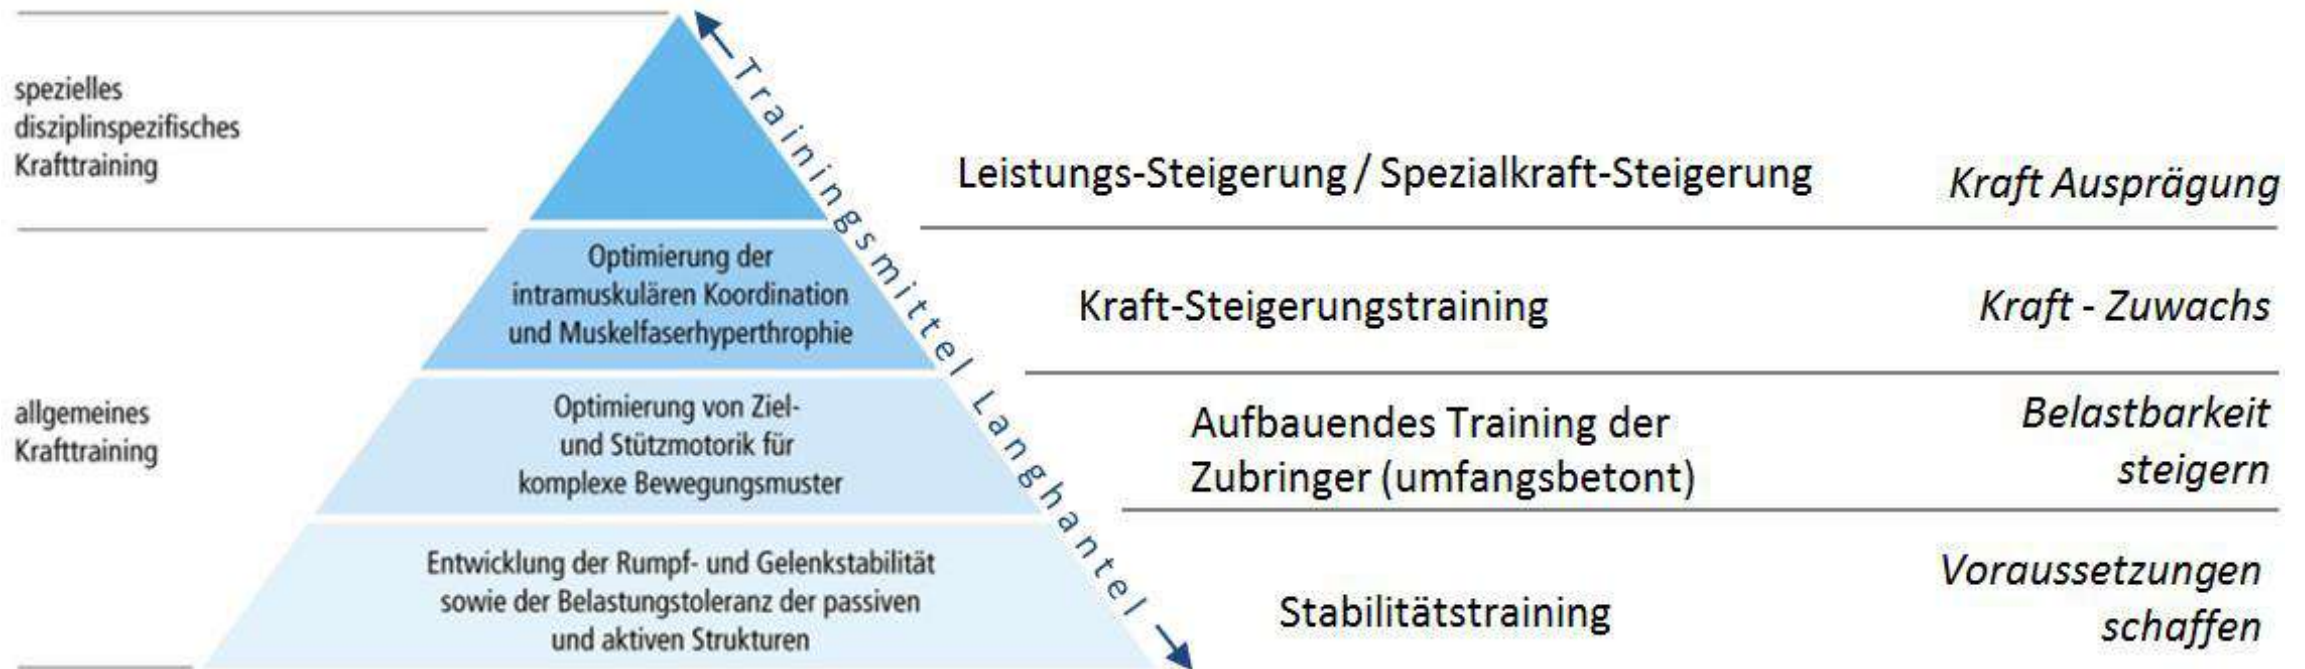 spezielles
disziplinspezifisches
Krafttraining
allgemeines
Krafttraining
Optimierung der
intramuskulären Koordination
und Muskelfaserhyperthrophie
Optimierung von Ziel-
und Stützmotorik für
komplexe Bewegungsmuster
Entwicklung der Rumpf- und Gelenkstabilität
sowie der Belastungstoleranz der passiven
und aktiven Strukturen
Trainingsmittel Langhantel
Leistungs-Steigerung / Spezialkraft-Steigerung
Kraft Ausprägung
Kraft-Steigerungstraining
Kraft - Zuwachs
Aufbauendes Training der
Zubringer (umfangsbetont)
Belastbarkeit
steigern
Stabilitätstraining
Voraussetzungen
schaffen